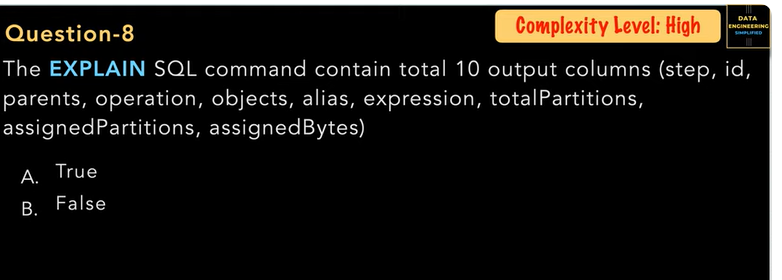 Question-8
Complexity Level: High
DATA
ENGINEERING
SIMPLIFIED
The EXPLAIN SQL command contain total 10 output columns (step, id,
parents, operation, objects, alias, expression, totalPartitions,
assignedPartitions, assignedBytes)
A. True
B. False